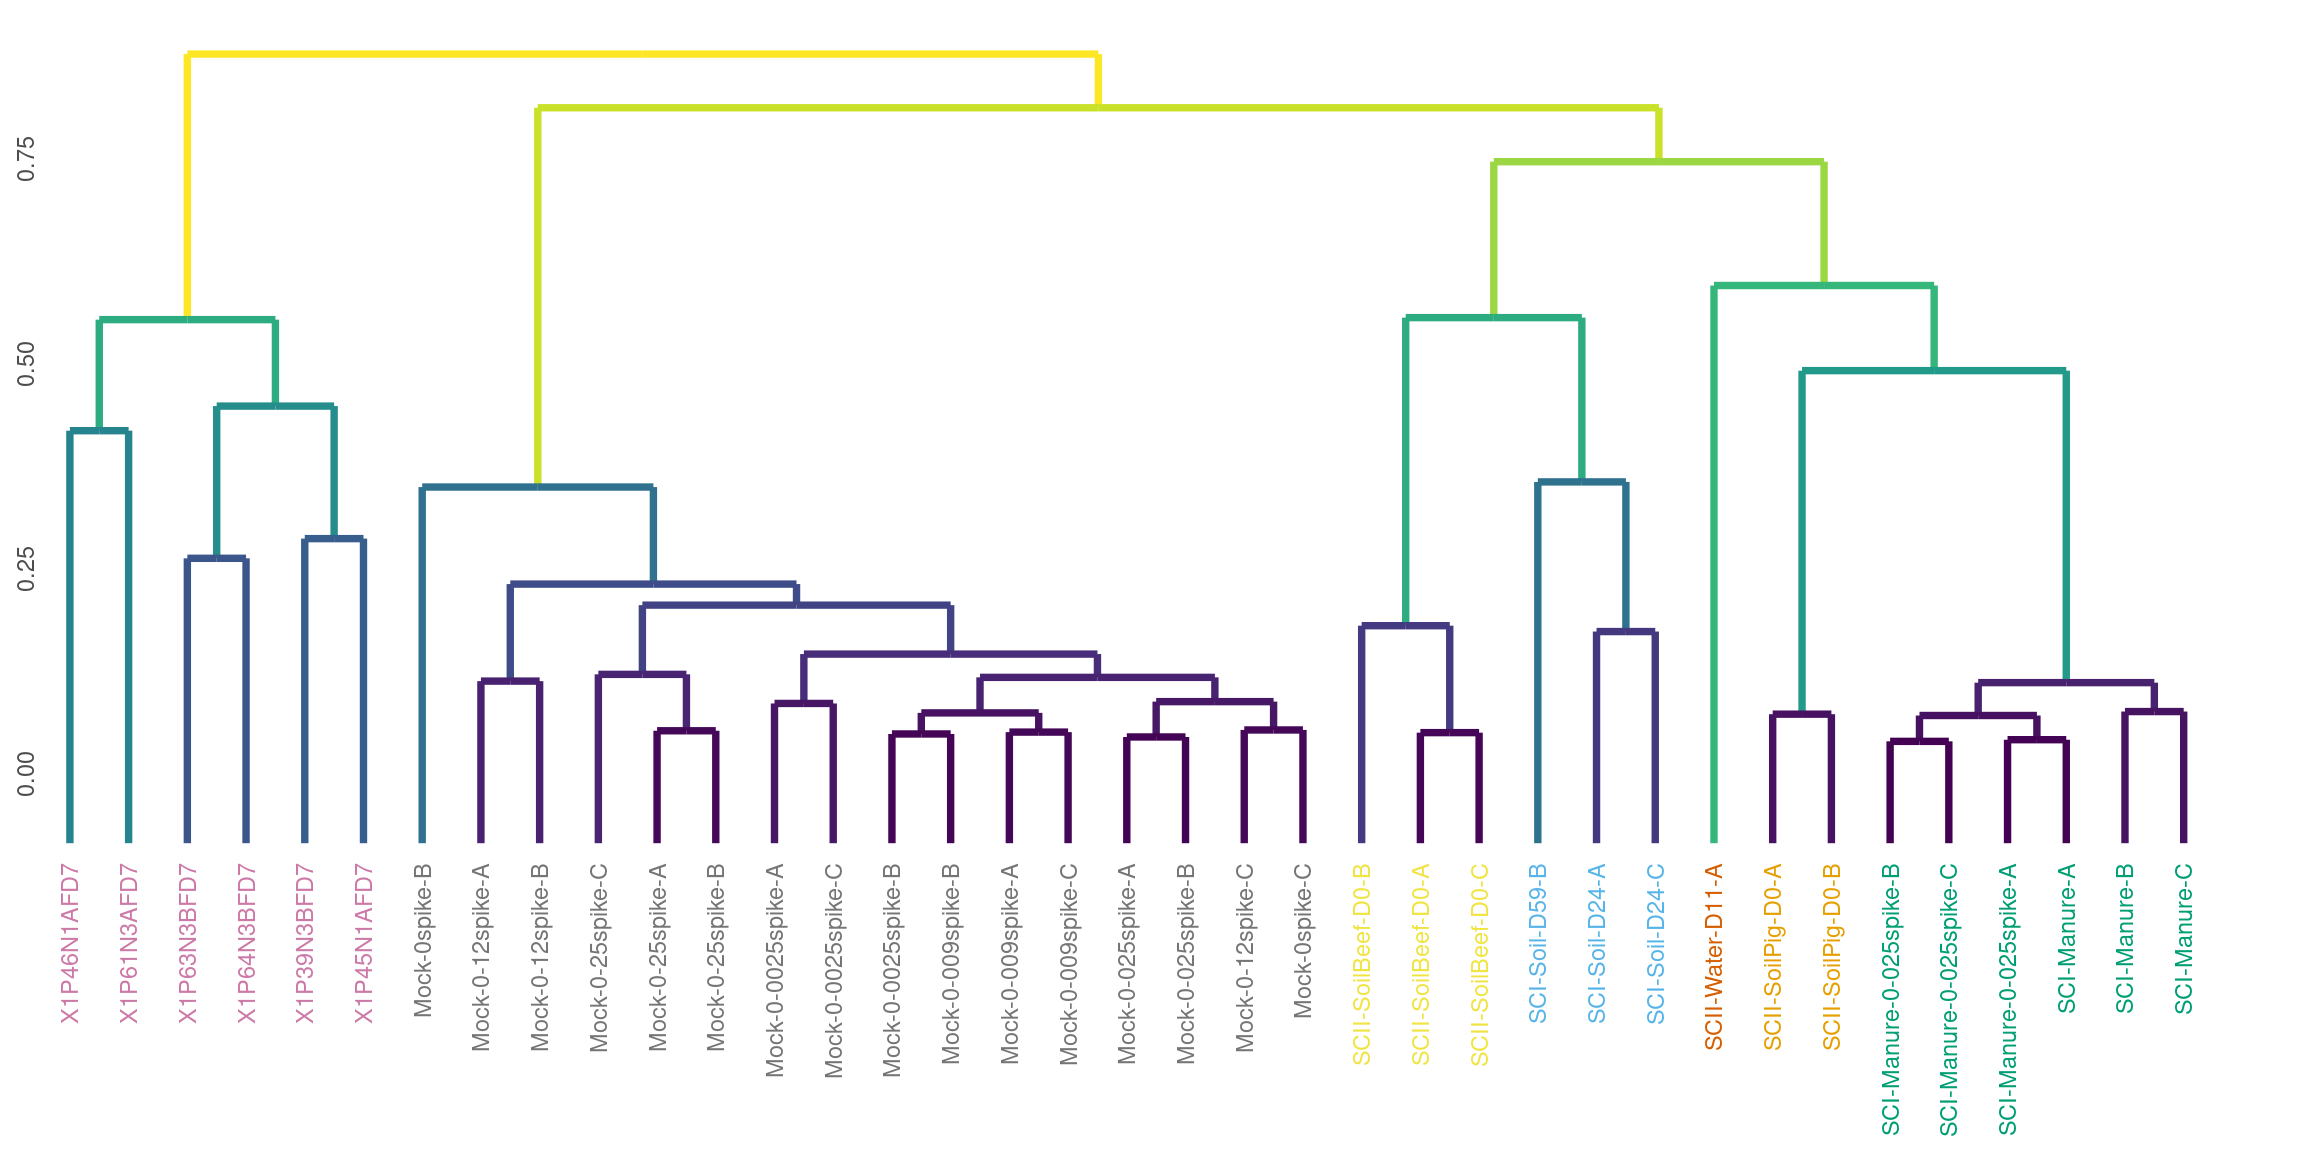 0.75
0.50
0.25
0.00
X1P46N1AFD7
X1P61N3AFD7
X1P63N3BFD7
X1P64N3BFD7
X1P39N3BFD7
X1P45N1AFD7
Mock-0spike-B
Mock-0-12spike-A
Mock-0-12spike-B
Mock-0-25spike-C
Mock-0-25spike-A
Mock-0-25spike-B
Mock-0-0025spike-A
Mock-0-0025spike-C
Mock-0-0025spike-B
Mock-0-009spike-B
Mock-0-009spike-A
Mock-0-009spike-C
Mock-0-025spike-A
Mock-0-025spike-B
Mock-0-12spike-C
Mock-0spike-C
SCII-SoilBeef-D0-B
SCII-SoilBeef-D0-A
SCII-SoilBeef-D0-C
SCI-Soil-D59-B
SCI-Soil-D24-A
SCI-Soil-D24-C
SCII-Water-D11-A
SCII-SoilPig-D0-A
SCII-SoilPig-D0-B
SCI-Manure-0-025spike-B
SCI-Manure-0-025spike-C
SCI-Manure-0-025spike-A
SCI-Manure-A
SCI-Manure-B
SCI-Manure-C